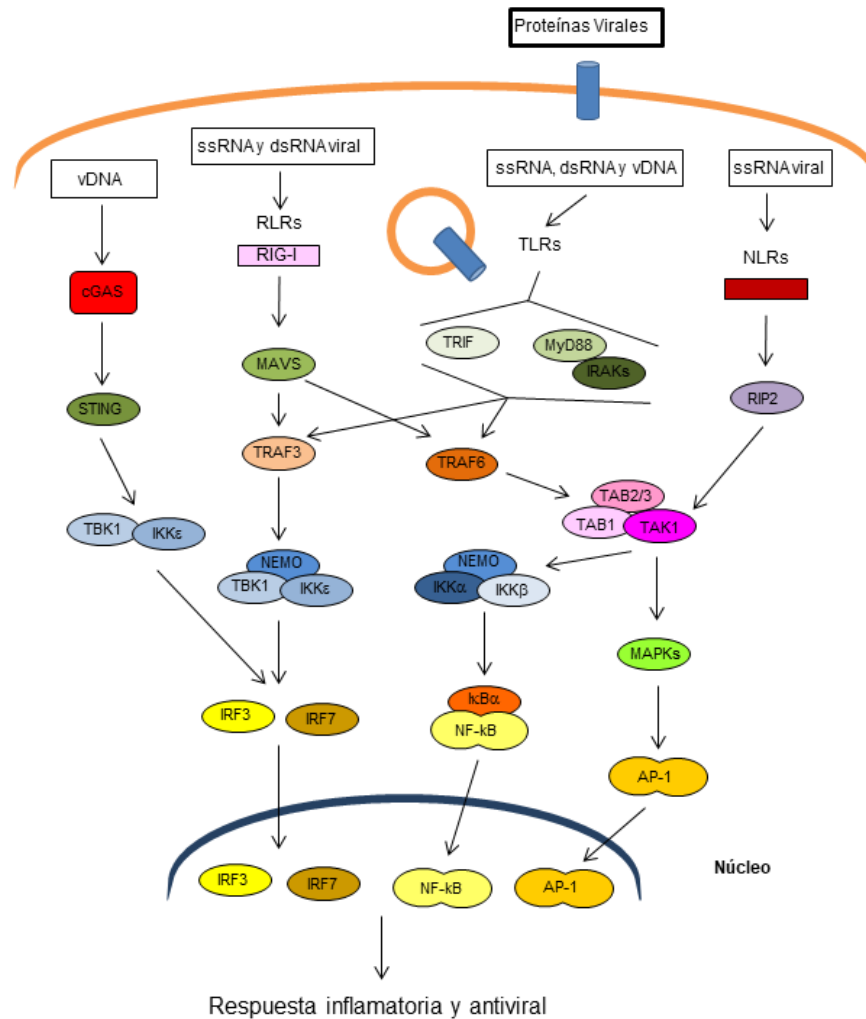 Proteínas Virales
vDNA
ssRNA y dsRNA viral
ssRNA, dsRNA y vDNA
ssRNA viral
RLRs
RIG-I
TLRs
NLRs
cGAS
TRIF
MyD88
IRAKs
MAVS
STING
RIP2
TRAF3
TRAF6
TAB2/3
TAB1
TAK1
TBK1
IKKε
NEMO
TBK1
IKKε
NEMO
IKKα
IKKβ
MAPKs
IRF3
IRF7
IκBα
NF-kB
AP-1
Núcleo
IRF3
IRF7
NF-kB
AP-1
Respuesta inflamatoria y antiviral